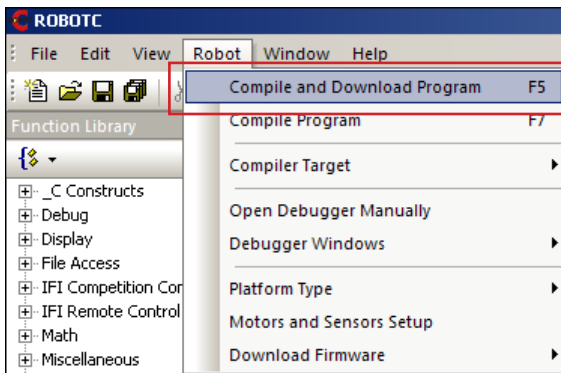 ROBOTC
File Edit View Robot Window Help
Compile and Download Program F5
Function Library
Compile Program F7
_C Constructs
Compiler Target
Debug
Open Debugger Manually
Display
Debugger Windows
File Access
IFI Competition Cor
Platform Type
IFI Remote Control
Motors and Sensors Setup
Math
Miscellaneous
Download Firmware